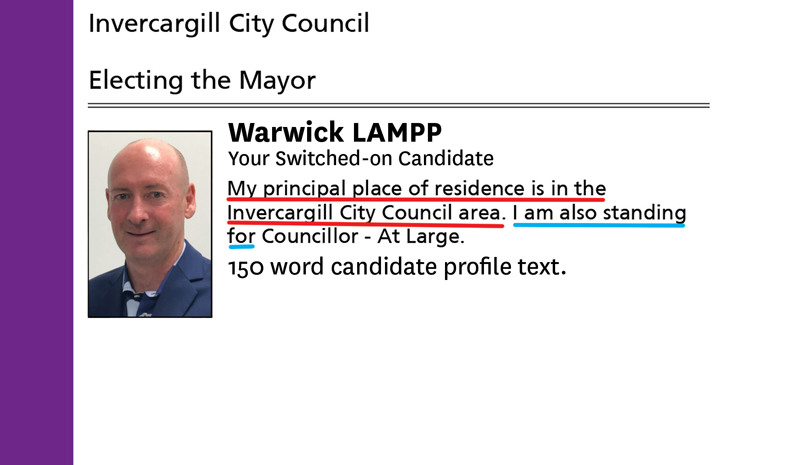 Invercargill City Council
Electing the Mayor
Warwick LAMPP
Your Switched-on Candidate
My principal place of residence is in the
Invercargill City Council area. I am also standing
for Councillor - At Large.
150 word candidate profile text.